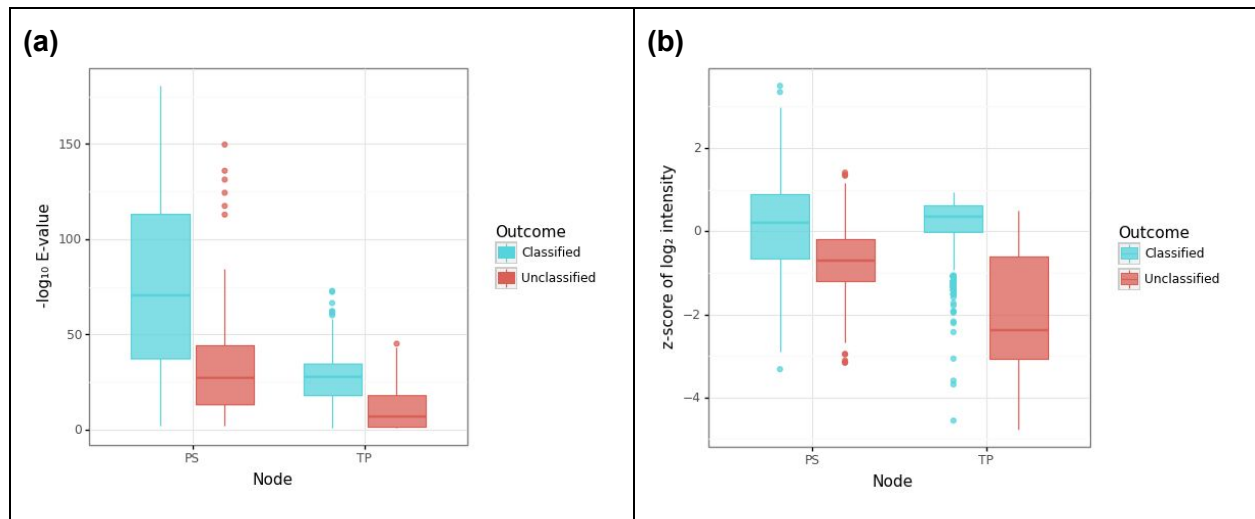 (a)
-log₁₀ E-value
150
100
50
0
PS
TP
Node
Outcome
Classified
Unclassified
(b)
z-score of log₂ intensity
2
0
−2
−4
PS
TP
Node
Outcome
Classified
Unclassified